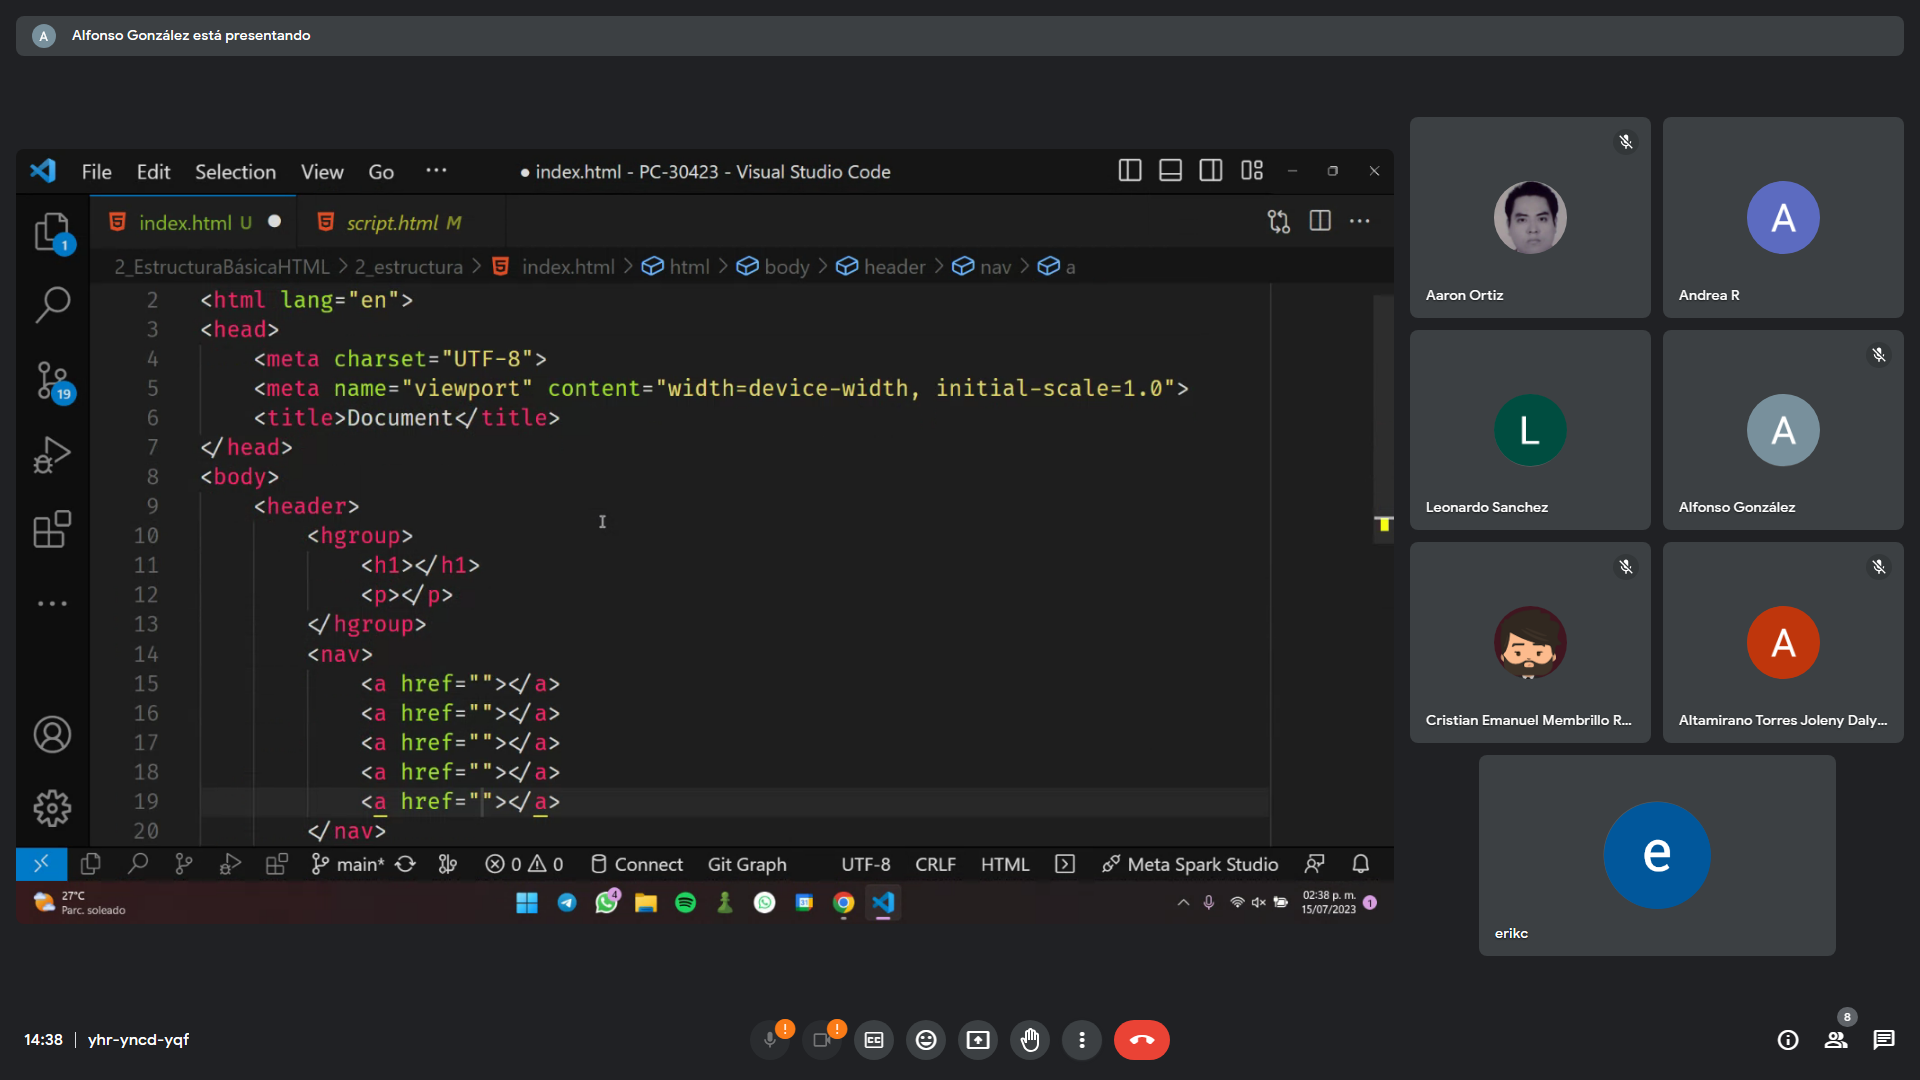 A Alfonso González está presentando
File Edit Selection View Go ··· ● index.html - PC-30423 - Visual Studio Code
index.html U ● script.html M
2_EstructuraBásicaHTML > 2_estructura > index.html > html > body > header > nav > a
1
19
2 <html lang="en">
3 <head>
4 <meta charset="UTF-8">
5 <meta name="viewport" content="width=device-width, initial-scale=1.0">
6 <title>Document</title>
7 </head>
8 <body>
9 <header>
10 <hgroup>
11 <h1></h1>
12 <p></p>
13 </hgroup>
14 <nav>
15 <a href=""></a>
16 <a href=""></a>
17 <a href=""></a>
18 <a href=""></a>
19 <a href=""></a>
20 </nav>
main* 0 0 Connect Git Graph UTF-8 CRLF HTML Meta Spark Studio
27°C
Parc. soleado
4
31
02:38 p. m.
15/07/2023
1
Aaron Ortiz
A
Andrea R
L
Leonardo Sanchez
A
Alfonso González
Cristian Emanuel Membrillo R...
A
Altamirano Torres Joleny Daly...
e
erikc
14:38 | yhr-yncd-yqf
! ! CC
8